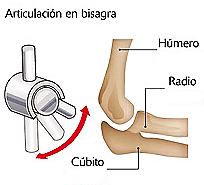 Articulación en bisagra
Húmero
Radio
Cúbito